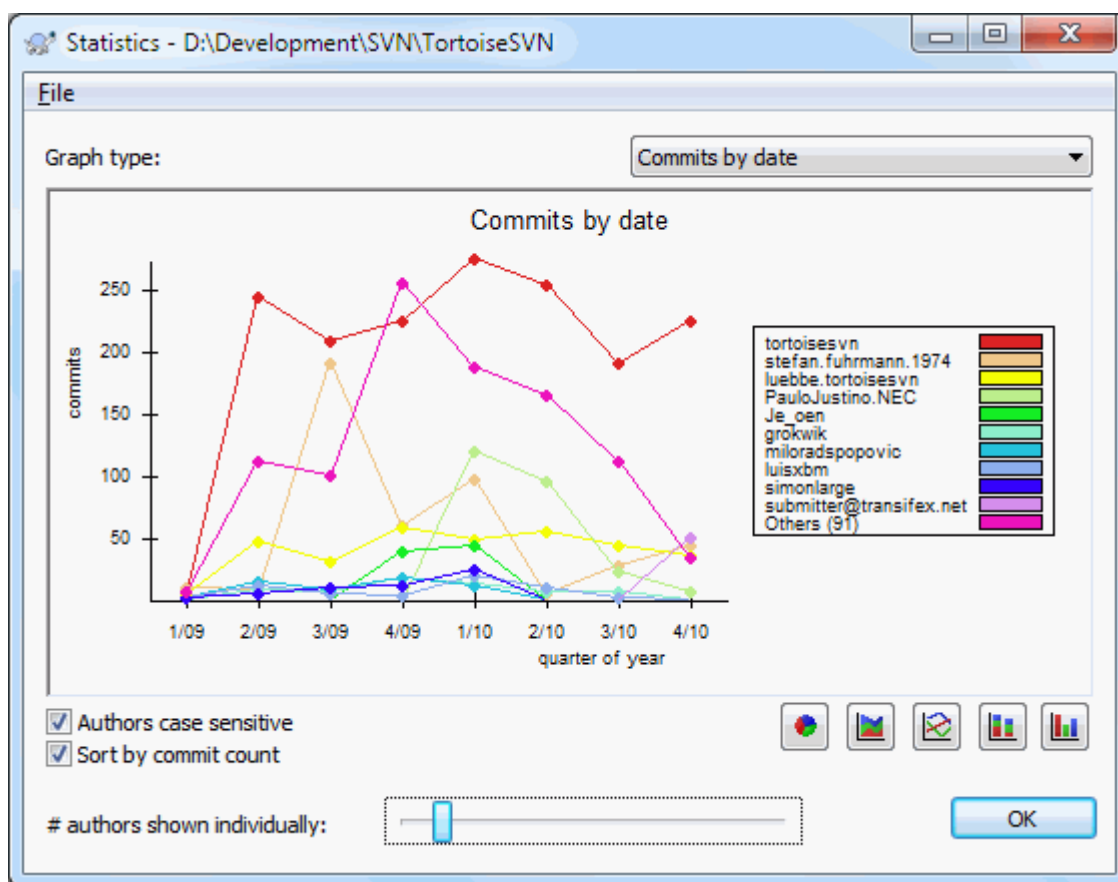 Statistics - D:\Development\SVN\TortoiseSVN
File
Graph type:
Commits by date
Commits by date
250
200
150
100
50
commits
1/09 2/09 3/09 4/09 1/10 2/10 3/10 4/10
quarter of year
tortoisesvn
stefan.fuhrmann.1974
luebbe.tortoisesvn
PauloJustino.NEC
Je_oen
grokwik
miloradspopovic
luisxbm
simonlarge
submitter@transifex.net
Others (91)
Authors case sensitive
Sort by commit count
# authors shown individually:
OK